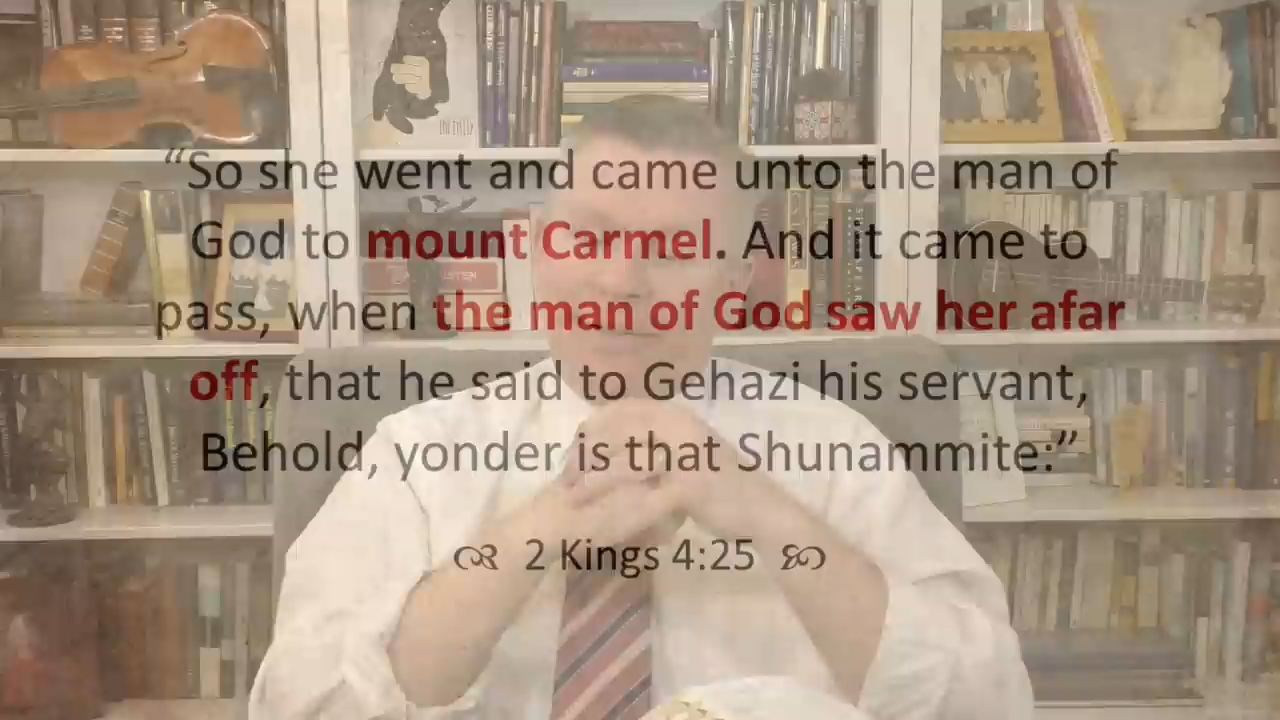 “So she went and came unto the man of
God to mount Carmel. And it came to
pass, when the man of God saw her afar
off, that he said to Gehazi his servant,
Behold, yonder is that Shunammite:”
2 Kings 4:25
INFINITY
LISTEN